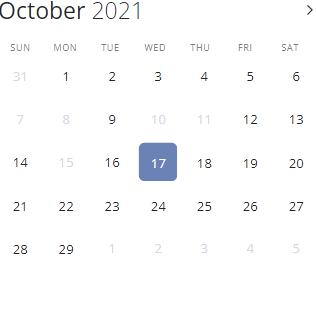 October 2021
SUN MON TUE WED THU FRI SAT
31 1 2 3 4 5 6
7 8 9 10 11 12 13
14 15 16 17 18 19 20
21 22 23 24 25 26 27
28 29 1 2 3 4 5